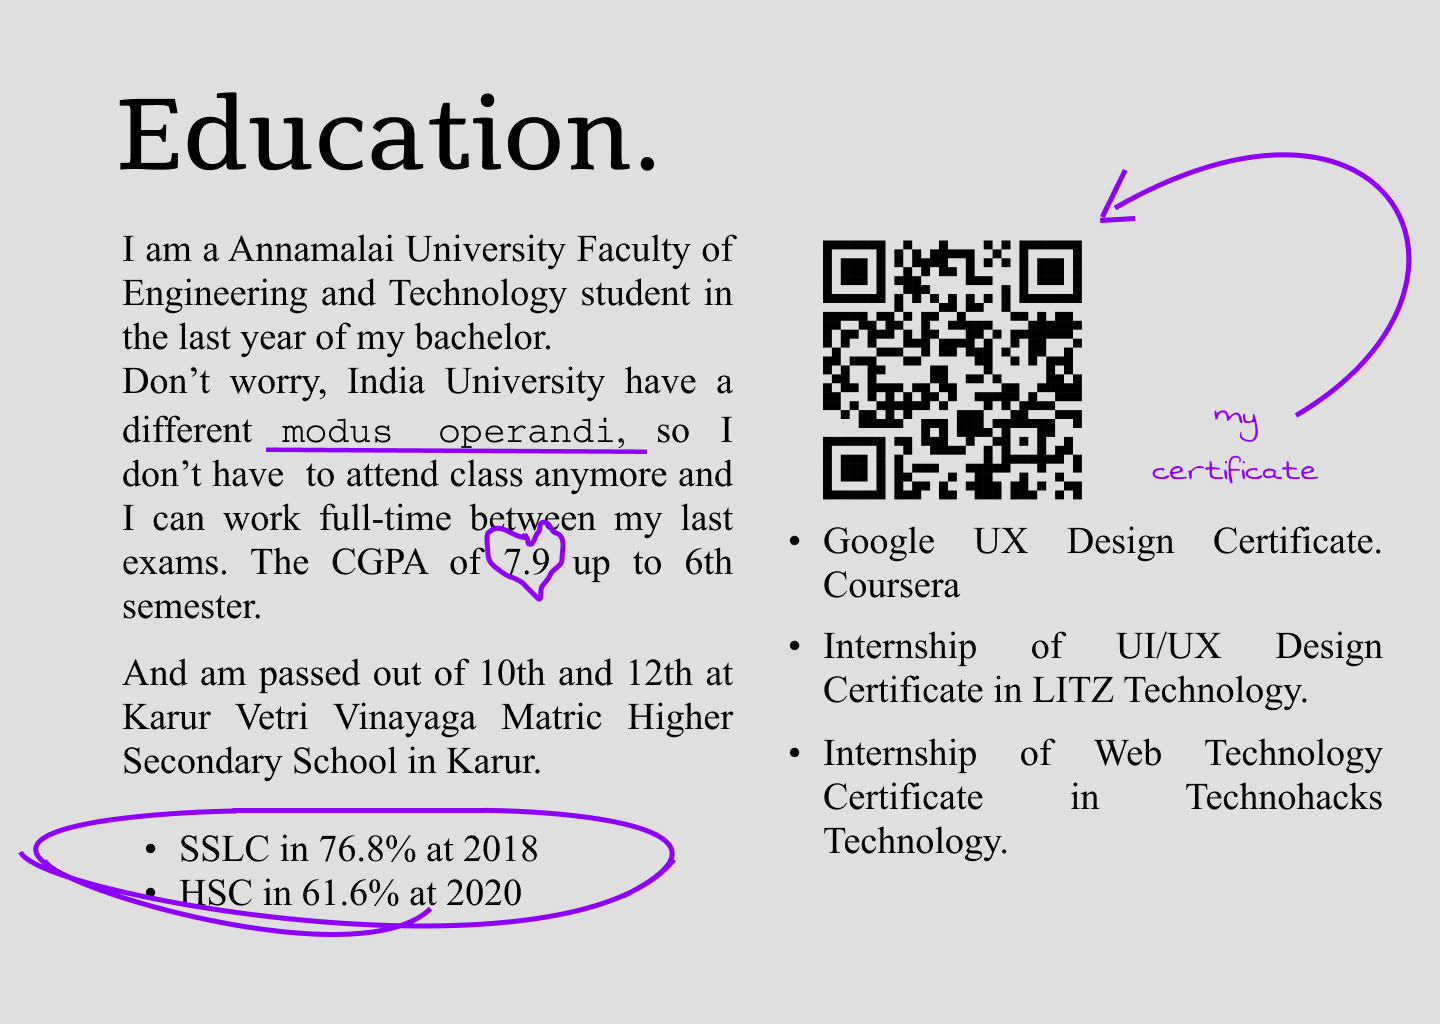 Education.
I am a Annamalai University Faculty of
Engineering and Technology student in
the last year of my bachelor.
Don’t worry, India University have a
different modus operandi, so I
don’t have to attend class anymore and
I can work full-time between my last
exams. The CGPA of 7.9 up to 6th
semester.
And am passed out of 10th and 12th at
Karur Vetri Vinayaga Matric Higher
Secondary School in Karur.
• SSLC in 76.8% at 2018
• HSC in 61.6% at 2020
my
certificate
• Google UX Design Certificate.
Coursera
• Internship of UI/UX Design
Certificate in LITZ Technology.
• Internship of Web Technology
Certificate in Technohacks
Technology.